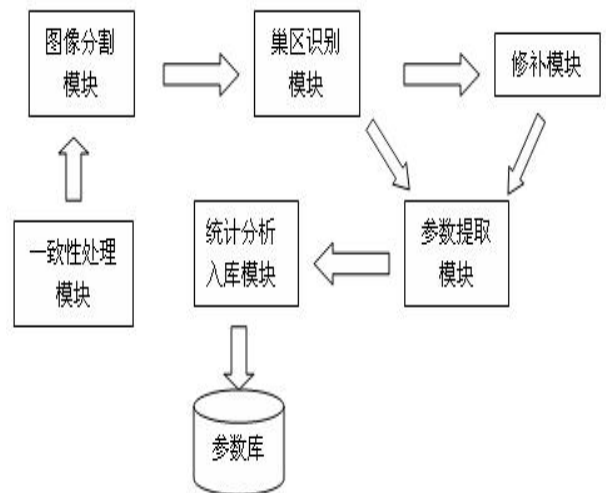 图像分割
模块
巢区识别
模块
修补模块
一致性处理
模块
统计分析
入库模块
参数提取
模块
参数库